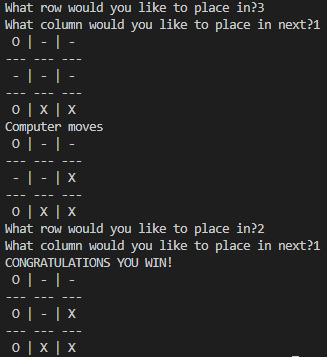 What row would you like to place in?3
What column would you like to place in next?1
 O | - | -
--- --- ---
 - | - | -
--- --- ---
 O | X | X
Computer moves
 O | - | -
--- --- ---
 - | - | X
--- --- ---
 O | X | X
What row would you like to place in?2
What column would you like to place in next?1
CONGRATULATIONS YOU WIN!
 O | - | -
--- --- ---
 O | - | X
--- --- ---
 O | X | X